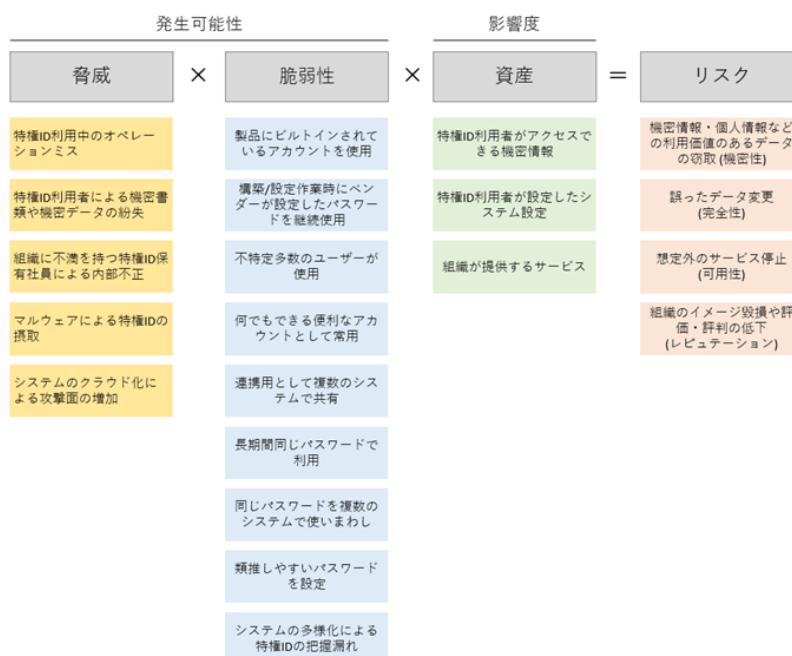 発生可能性
影響度
脅威
×
脆弱性
×
資産
=
リスク
特権ID利用中のオペレー
ションミス
特権ID利用者による機密書
類や機密データの紛失
組織に不満を持つ特権ID保
有社員による内部不正
マルウェアによる特権IDの
摂取
システムのクラウド化に
よる攻撃面の増加
製品にビルトインされて
いるアカウントを使用
構築/設定作業時にベン
ダーが設定したパスワー
ドを継続使用
不特定多数のユーザーが
使用
何でもできる便利なアカ
ウントとして常用
連携用として複数のシス
テムで共有
長期間同じパスワードで
利用
同じパスワードを複数の
システムで使いまわし
類推しやすいパスワード
を設定
システムの多様化による
特権IDの把握漏れ
特権ID利用者がアクセスで
きる機密情報
特権ID利用者が設定したシ
ステム設定
組織が提供するサービス
機密情報・個人情報など
の利用価値のあるデータ
の窃取 (機密性)
誤ったデータ変更
(完全性)
想定外のサービス停止
(可用性)
組織のイメージ毀損や評
価・評判の低下
(レピュテーション)